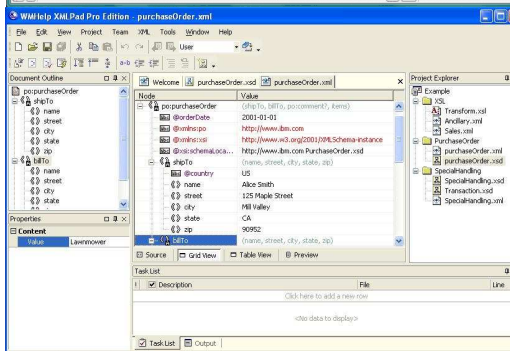 WMHelp XMLPad Pro Edition - purchaseOrder.xml
File Edit View Project Team XML Tools Window Help
User
Document Outline
po:purchaseOrder
shipTo
name
street
city
state
zip
billTo
name
street
city
state
Properties
Content
Value Lawnmower
Welcome purchaseOrder.xsd purchaseOrder.xml
Node Value
po:purchaseOrder (shipTo, billTo, po:comment?, items)
@orderDate 2001-01-01
@xmlns:po http://www.ibm.com
@xmlns:xsi http://www.w3.org/2001/XMLSchema-instance
@xsi:schemaLoca... http://www.ibm.com purchaseOrder.xsd
shipTo (name, street, city, state, zip)
@country US
name Alice Smith
street 125 Maple Street
city Mill Valley
state CA
zip 90952
billTo (name, street, city, state, zip)
Source Grid View Table View Preview
Project Explorer
Example
XSL
Transform.xsl
Ancillary.xml
Sales.xml
PurchaseOrder
purchaseOrder.xml
purchaseOrder.xsd
SpecialHandling
SpecialHandling.xsd
Transaction.xsd
SpecialHandling.xml
Task List
! Description File Line
Click here to add a new row
<No data to display>
Task List Output